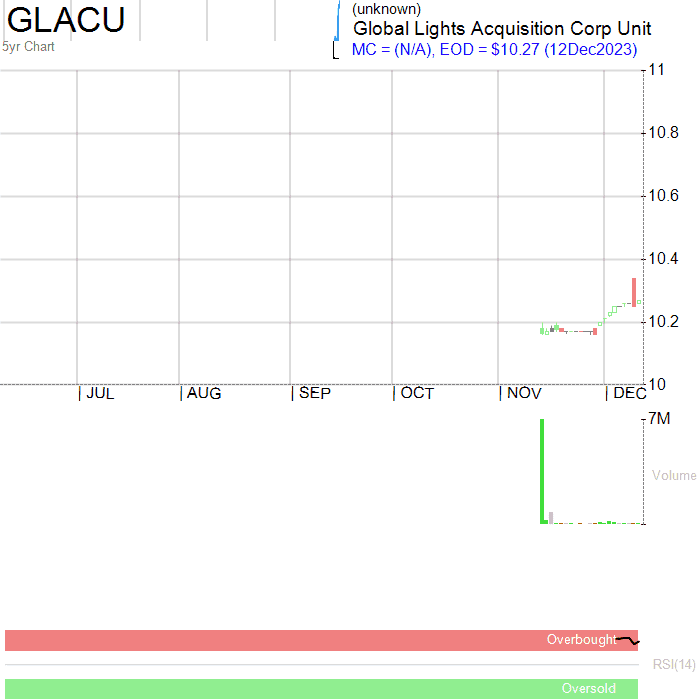 GLACU
(unknown)
Global Lights Acquisition Corp Unit
5yr Chart
MC = (N/A), EOD = $10.27 (12Dec2023)
11
10.8
10.6
10.4
10.2
10
JUL AUG SEP OCT NOV DEC
7M
Volume
Overbought
RSI(14)
Oversold